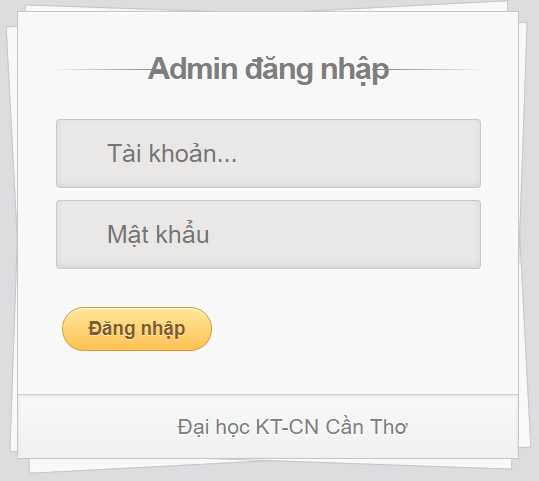 Admin đăng nhập
Tài khoản...
Mật khẩu
Đăng nhập
Đại học KT-CN Cần Thơ